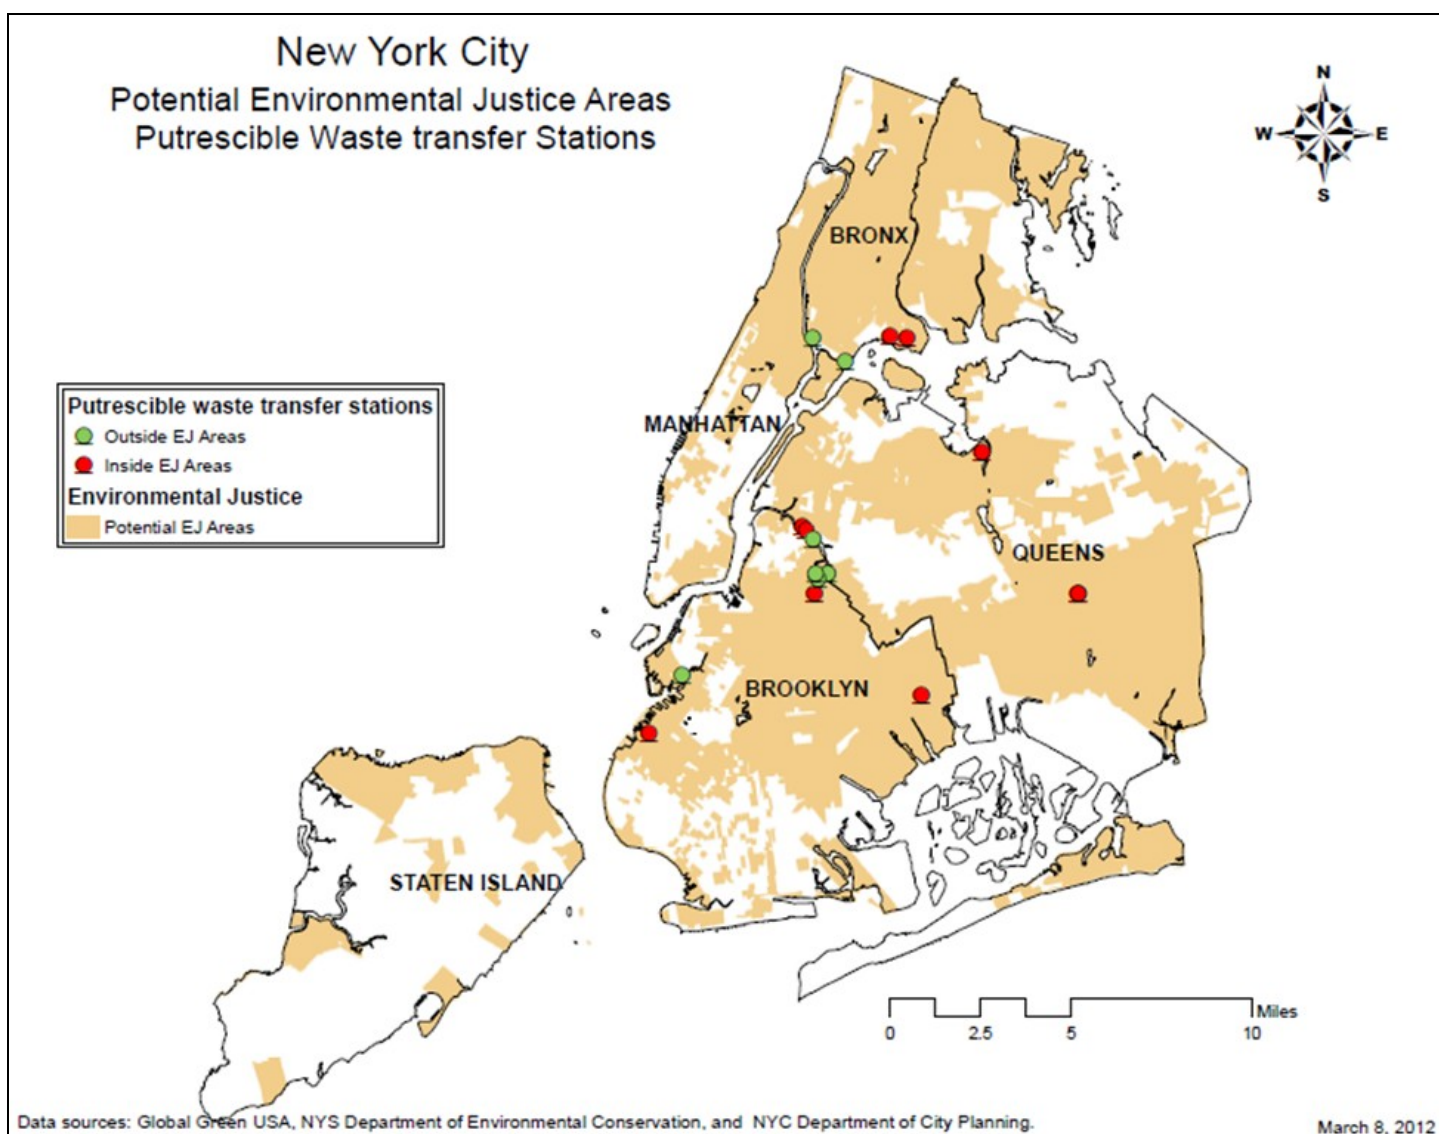 New York City
Potential Environmental Justice Areas
Putrescible Waste transfer Stations
N
W
E
S
BRONX
MANHATTAN
Putrescible waste transfer stations
Outside EJ Areas
Inside EJ Areas
Environmental Justice
Potential EJ Areas
QUEENS
BROOKLYN
STATEN ISLAND
Miles
0 2.5 5 10
Data sources: Global Green USA, NYS Department of Environmental Conservation, and NYC Department of City Planning.
March 8, 2012